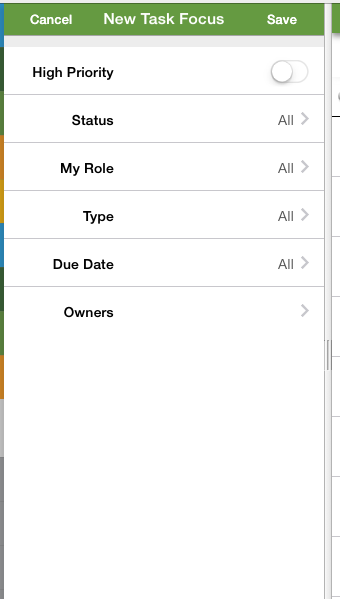 Cancel New Task Focus Save
High Priority
Status All
My Role All
Type All
Due Date All
Owners